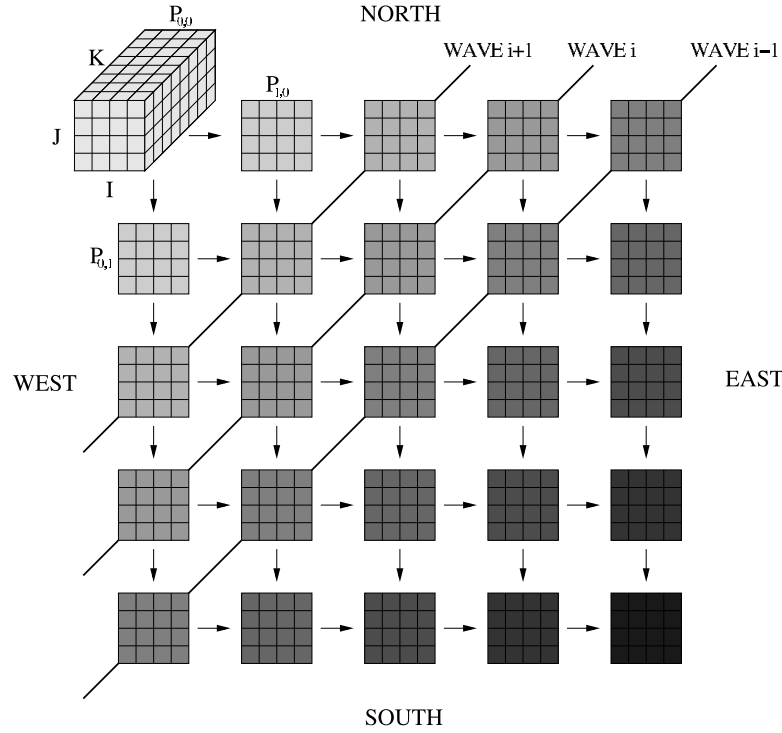 P0,0
NORTH
K
WAVE i+1
WAVE i
WAVE i-1
P1,0
J
I
P0,1
WEST
EAST
SOUTH